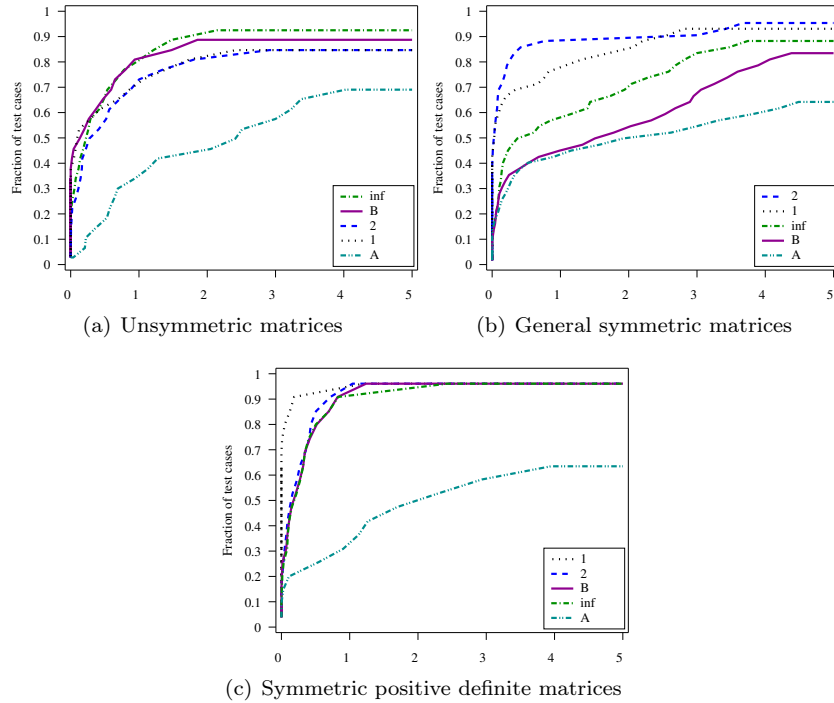 1
0.9
0.8
0.7
0.6
0.5
0.4
0.3
0.2
0.1
0
Fraction of test cases
inf
B
2
1
A
0 1 2 3 4 5
(a) Unsymmetric matrices
1
0.9
0.8
0.7
0.6
0.5
0.4
0.3
0.2
0.1
0
Fraction of test cases
2
1
inf
B
A
0 1 2 3 4 5
(b) General symmetric matrices
1
0.9
0.8
0.7
0.6
0.5
0.4
0.3
0.2
0.1
0
Fraction of test cases
1
2
B
inf
A
0 1 2 3 4 5
(c) Symmetric positive definite matrices